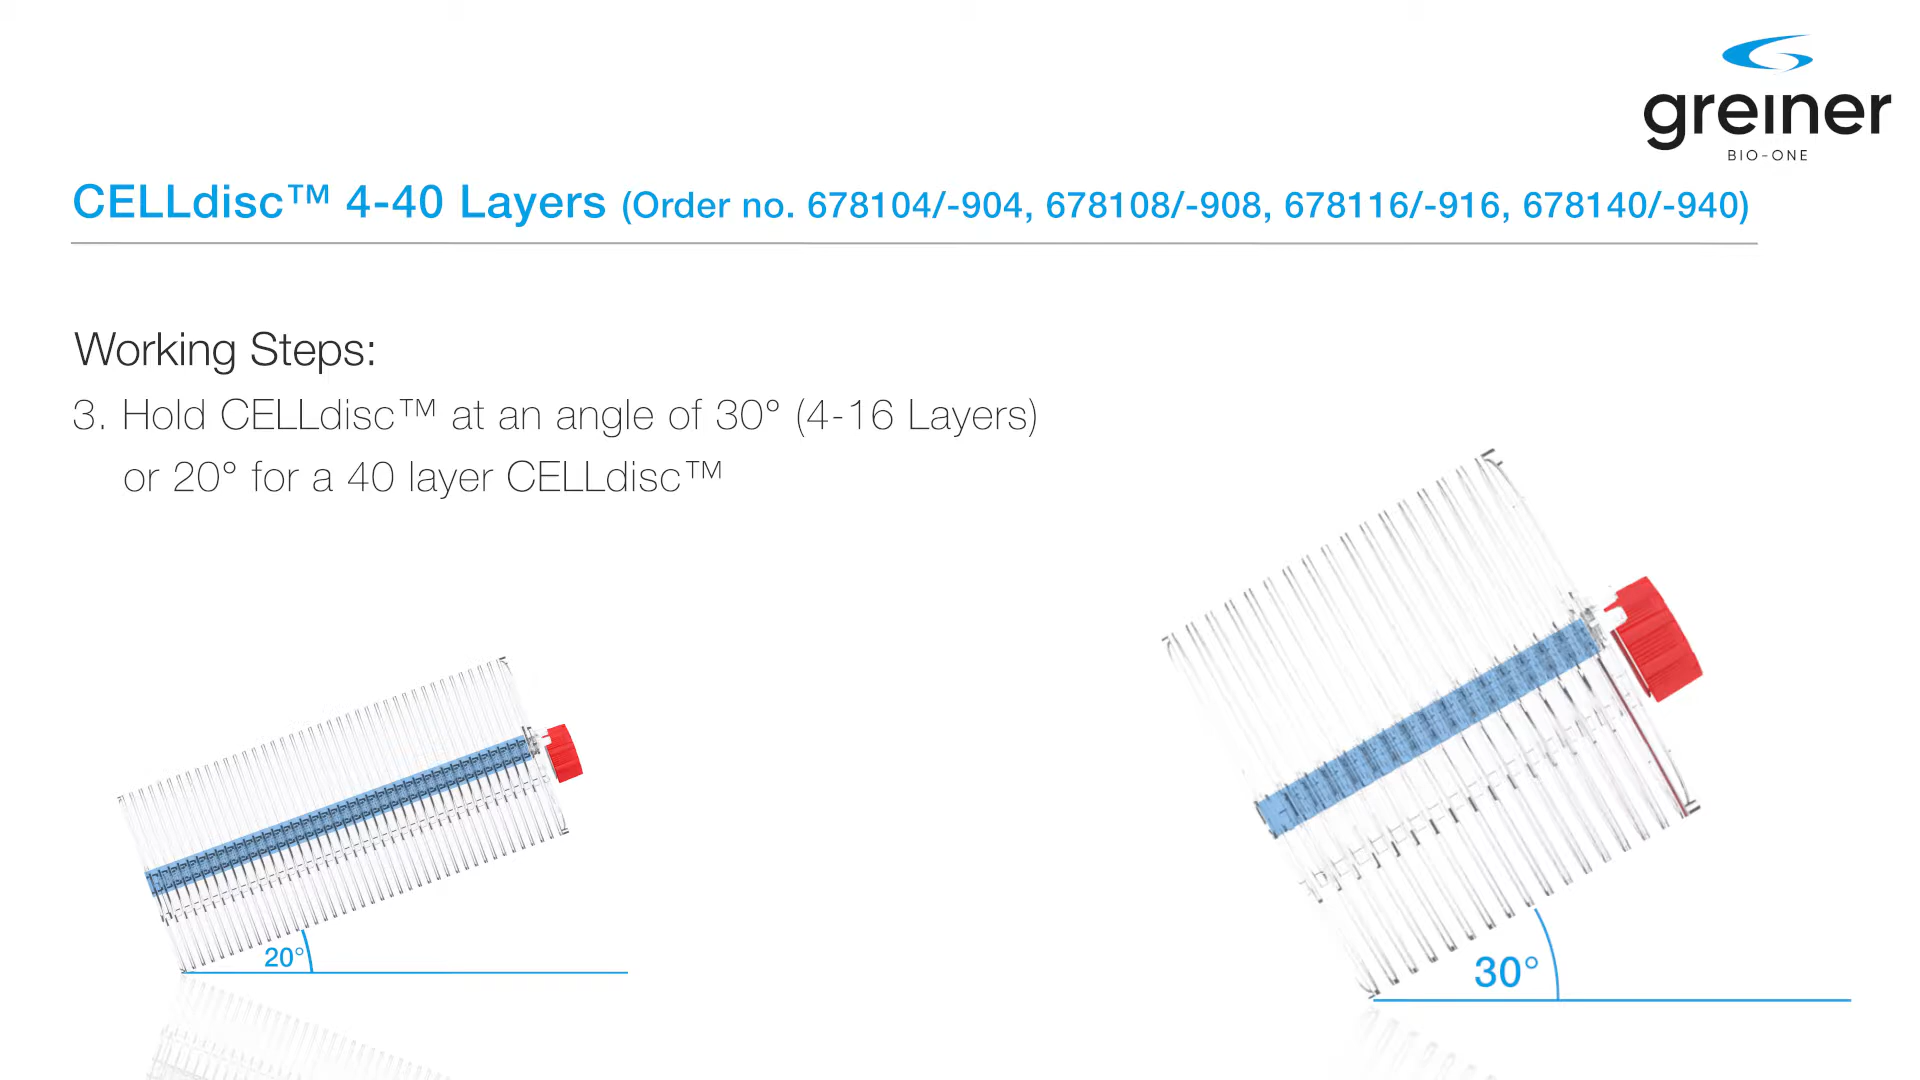 greiner
BIO-ONE
CELLdisc™ 4-40 Layers (Order no. 678104/-904, 678108/-908, 678116/-916, 678140/-940)
Working Steps:
3. Hold CELLdisc™ at an angle of 30° (4-16 Layers)
or 20° for a 40 layer CELLdisc™
20°
30°